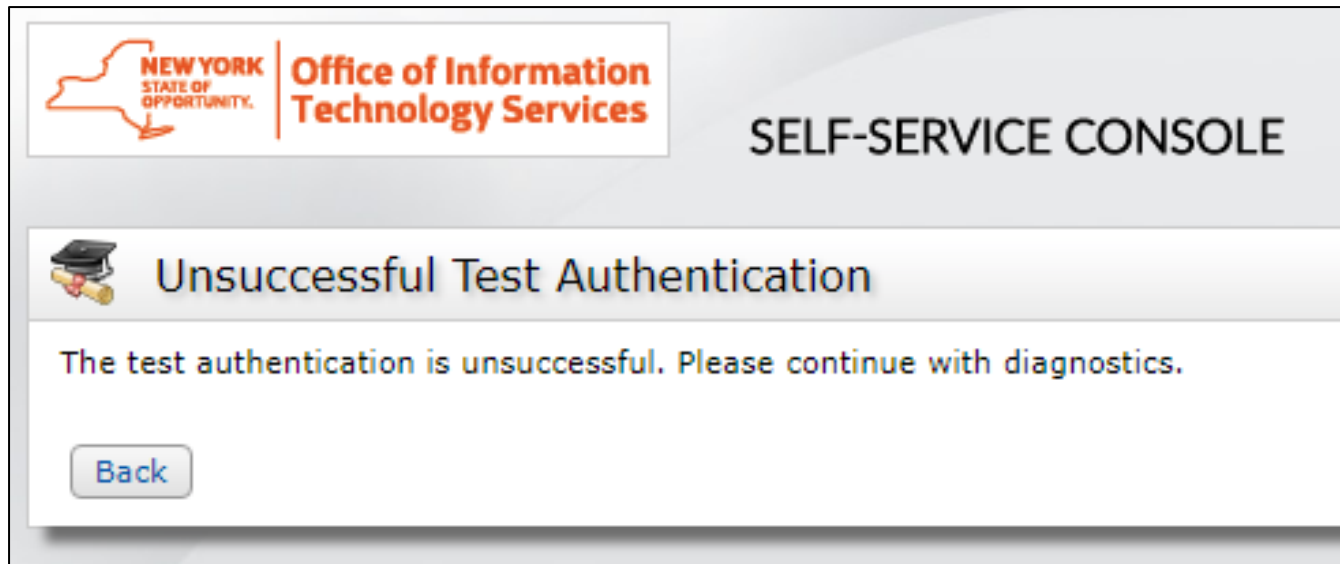 NEW YORK
STATE OF
OPPORTUNITY.
Office of Information
Technology Services
SELF-SERVICE CONSOLE
Unsuccessful Test Authentication
The test authentication is unsuccessful. Please continue with diagnostics.
Back